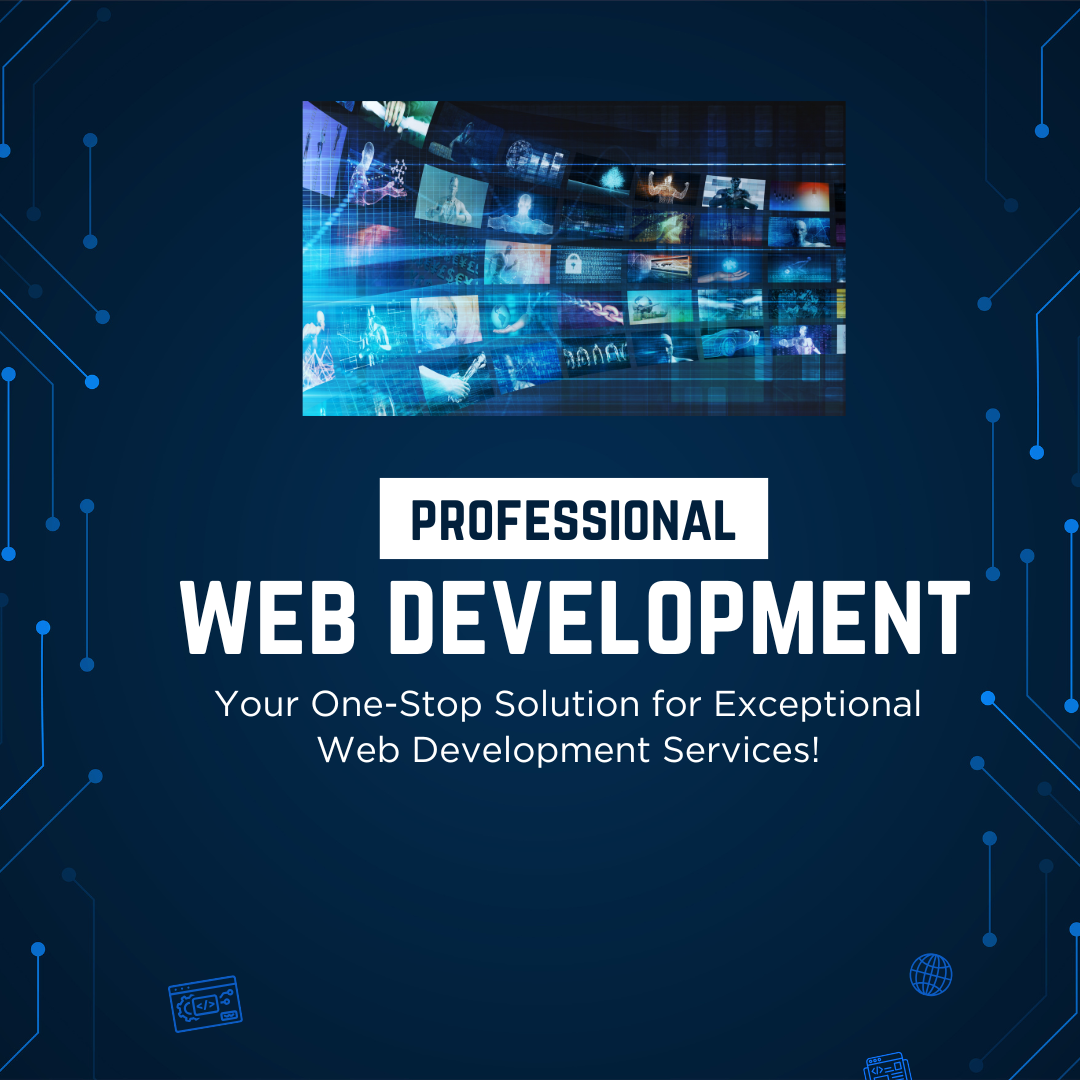 PROFESSIONAL
WEB DEVELOPMENT
Your One-Stop Solution for Exceptional
Web Development Services!